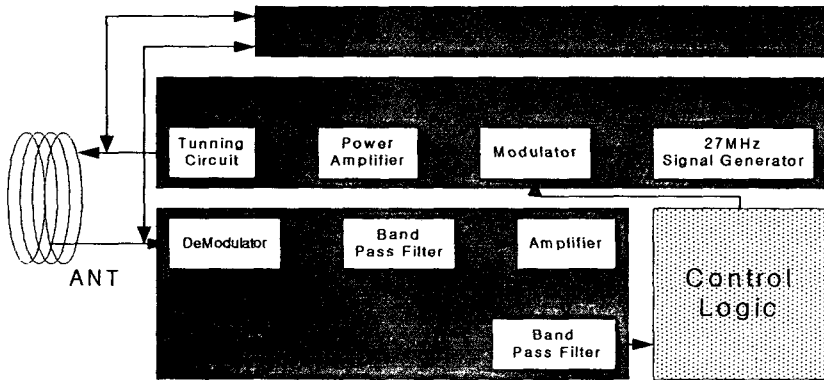 Tunning
Circuit
Power
Amplifier
Modulator
27MHz
Signal Generator
DeModulator
Band
Pass Filter
Amplifier
ANT
Control
Logic
Band
Pass Filter